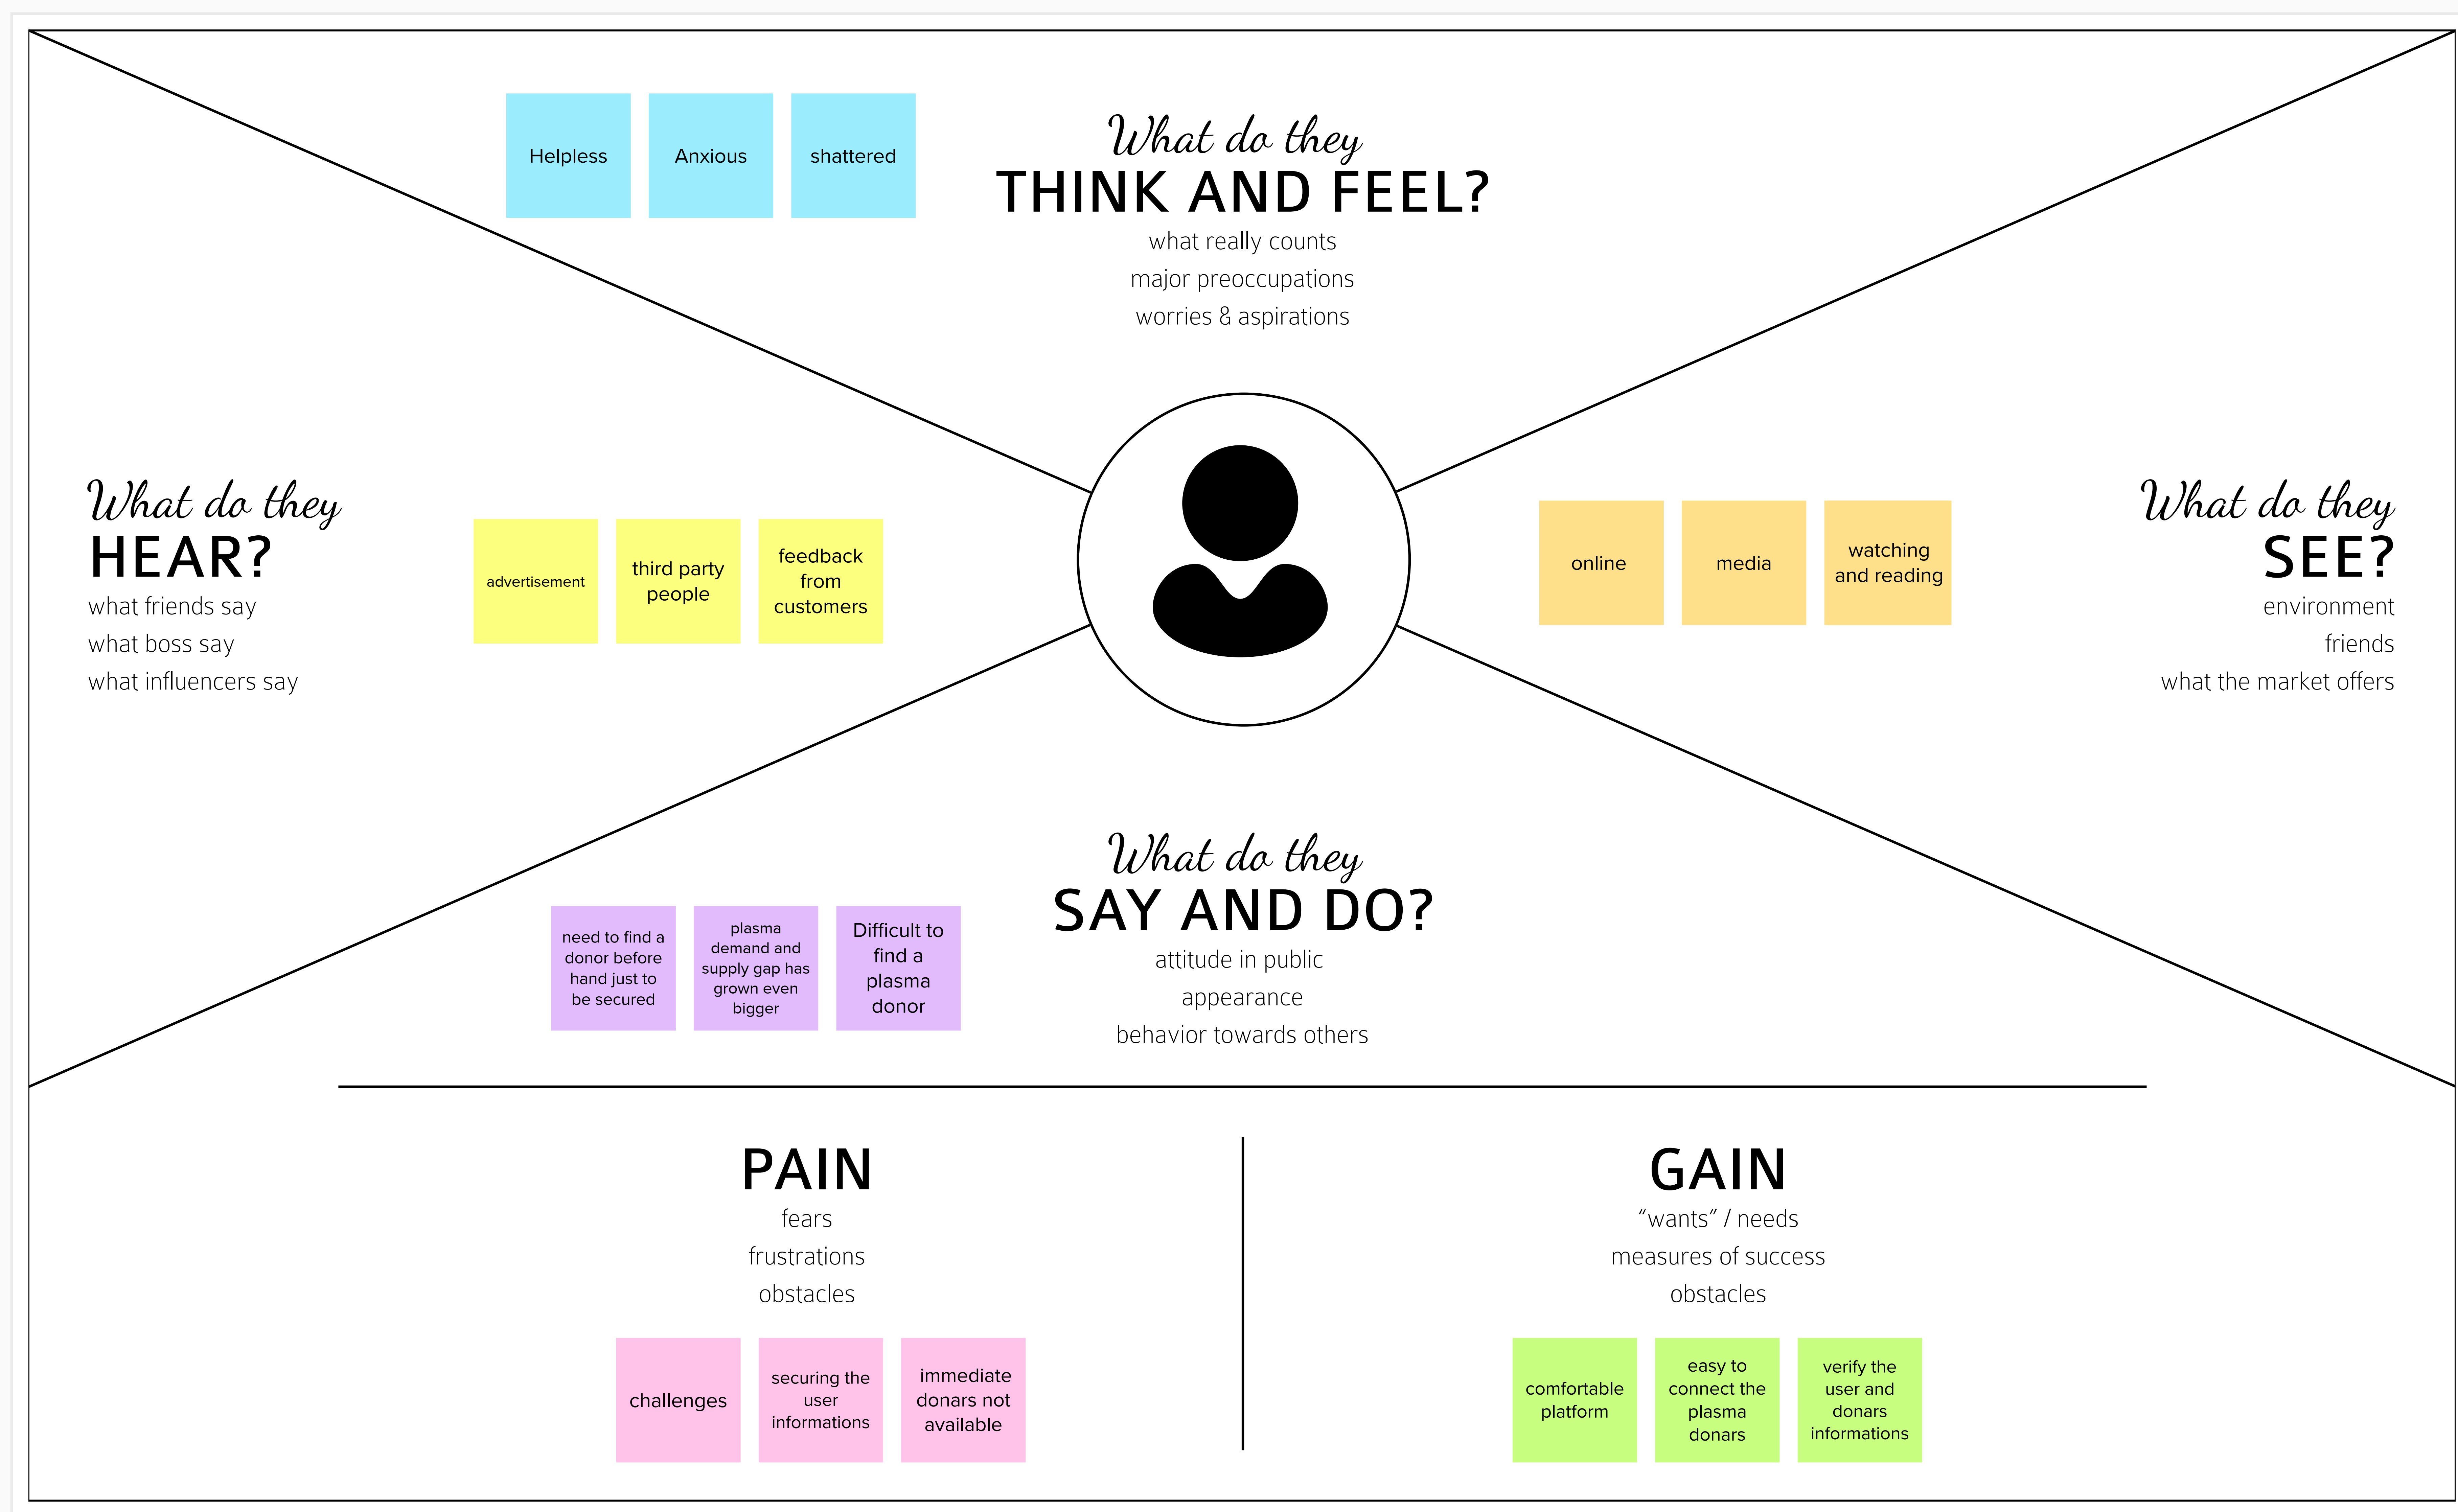 Helpless
Anxious
shattered
What do they
THINK AND FEEL?
what really counts
major preoccupations
worries & aspirations
What do they
HEAR?
what friends say
what boss say
what influencers say
advertisement
third party
people
feedback
from
customers
online
media
watching
and reading
What do they
SEE?
environment
friends
what the market offers
need to find a
donor before
hand just to
be secured
plasma
demand and
supply gap has
grown even
bigger
Difficult to
find a
plasma
donor
What do they
SAY AND DO?
attitude in public
appearance
behavior towards others
PAIN
fears
frustrations
obstacles
challenges
securing the
user
informations
immediate
donars not
available
GAIN
“wants” / needs
measures of success
obstacles
comfortable
platform
easy to
connect the
plasma
donars
verify the
user and
donars
informations